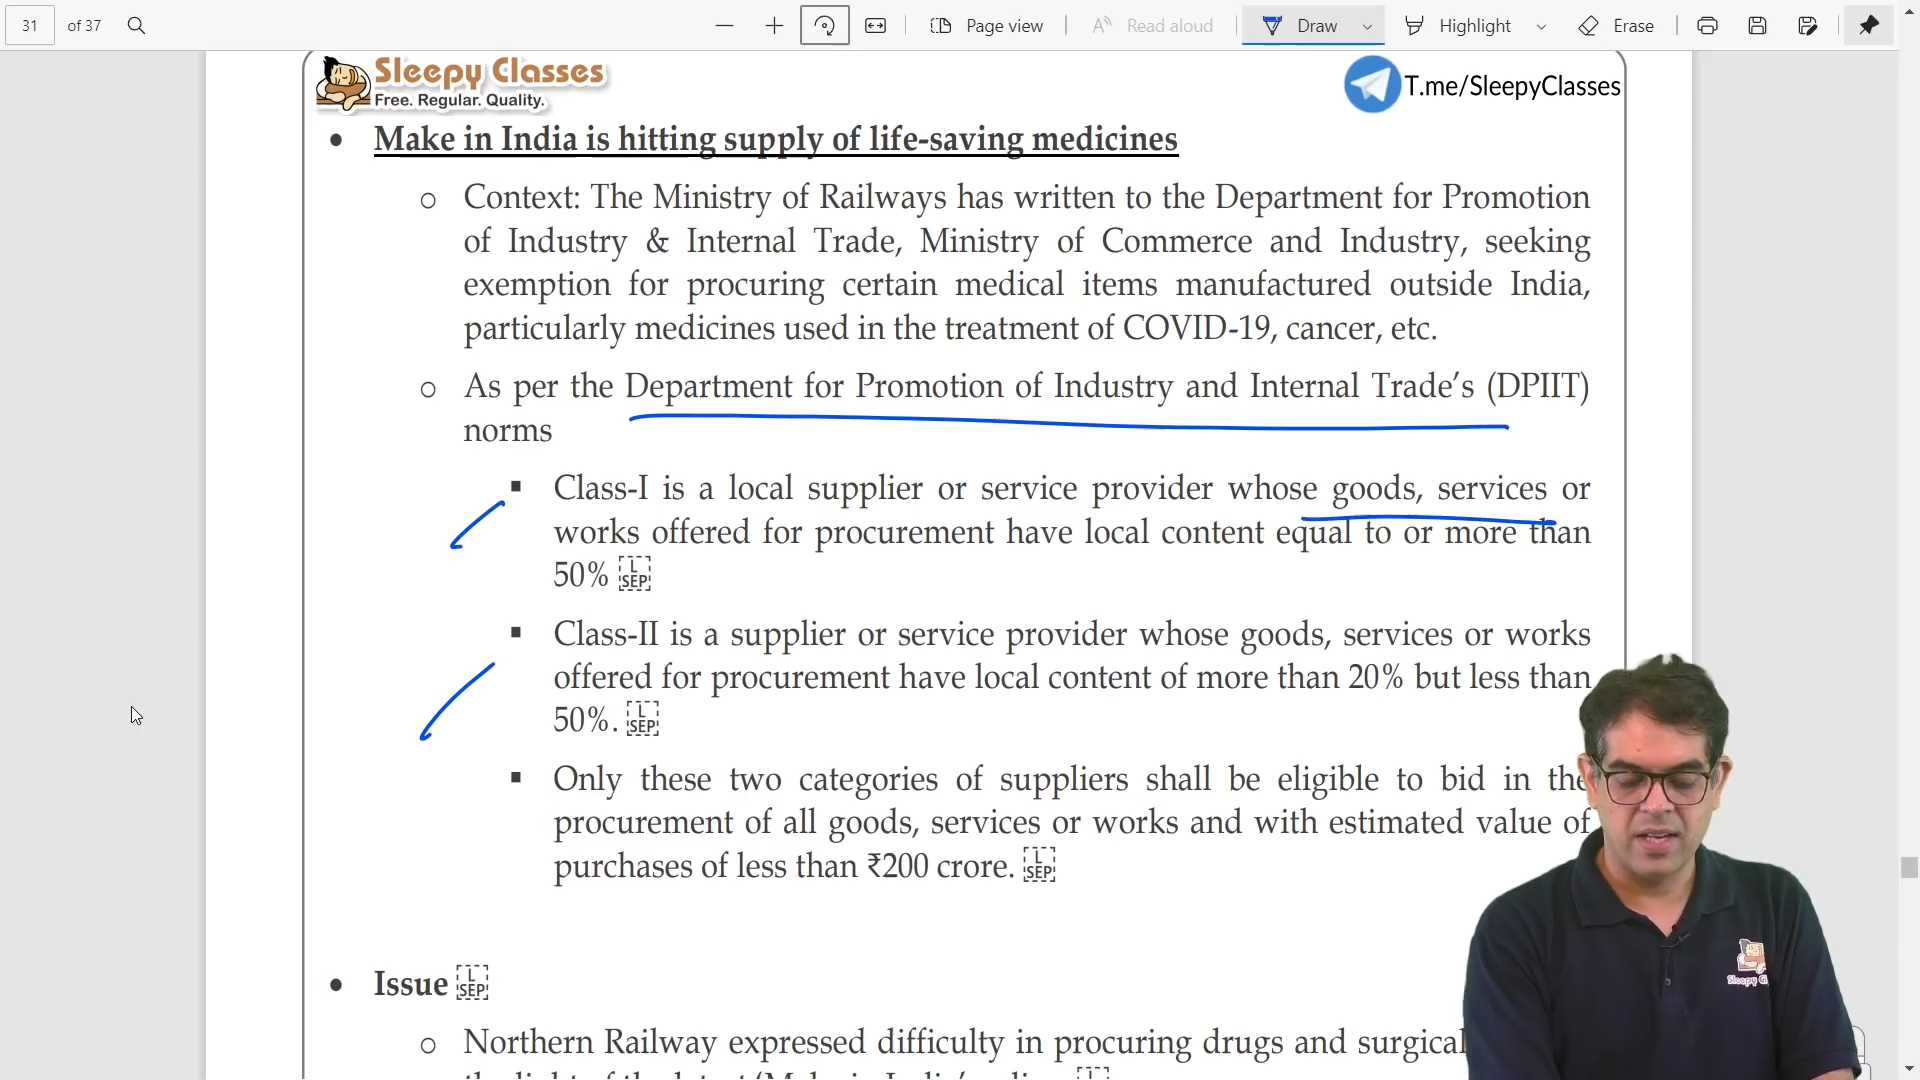 31 of 37 Page view Read aloud Draw Highlight Erase
Sleepy Classes
Free. Regular. Quality.
T.me/SleepyClasses
• Make in India is hitting supply of life-saving medicines
o Context: The Ministry of Railways has written to the Department for Promotion
of Industry & Internal Trade, Ministry of Commerce and Industry, seeking
exemption for procuring certain medical items manufactured outside India,
particularly medicines used in the treatment of COVID-19, cancer, etc.
o As per the Department for Promotion of Industry and Internal Trade’s (DPIIT)
norms
▪ Class-I is a local supplier or service provider whose goods, services or
works offered for procurement have local content equal to or more than
50% L SEP
▪ Class-II is a supplier or service provider whose goods, services or works
offered for procurement have local content of more than 20% but less than
50%. L SEP
▪ Only these two categories of suppliers shall be eligible to bid in the
procurement of all goods, services or works and with estimated value of
purchases of less than ₹200 crore. L SEP
• Issue L SEP
o Northern Railway expressed difficulty in procuring drugs and surgical
Sleepy